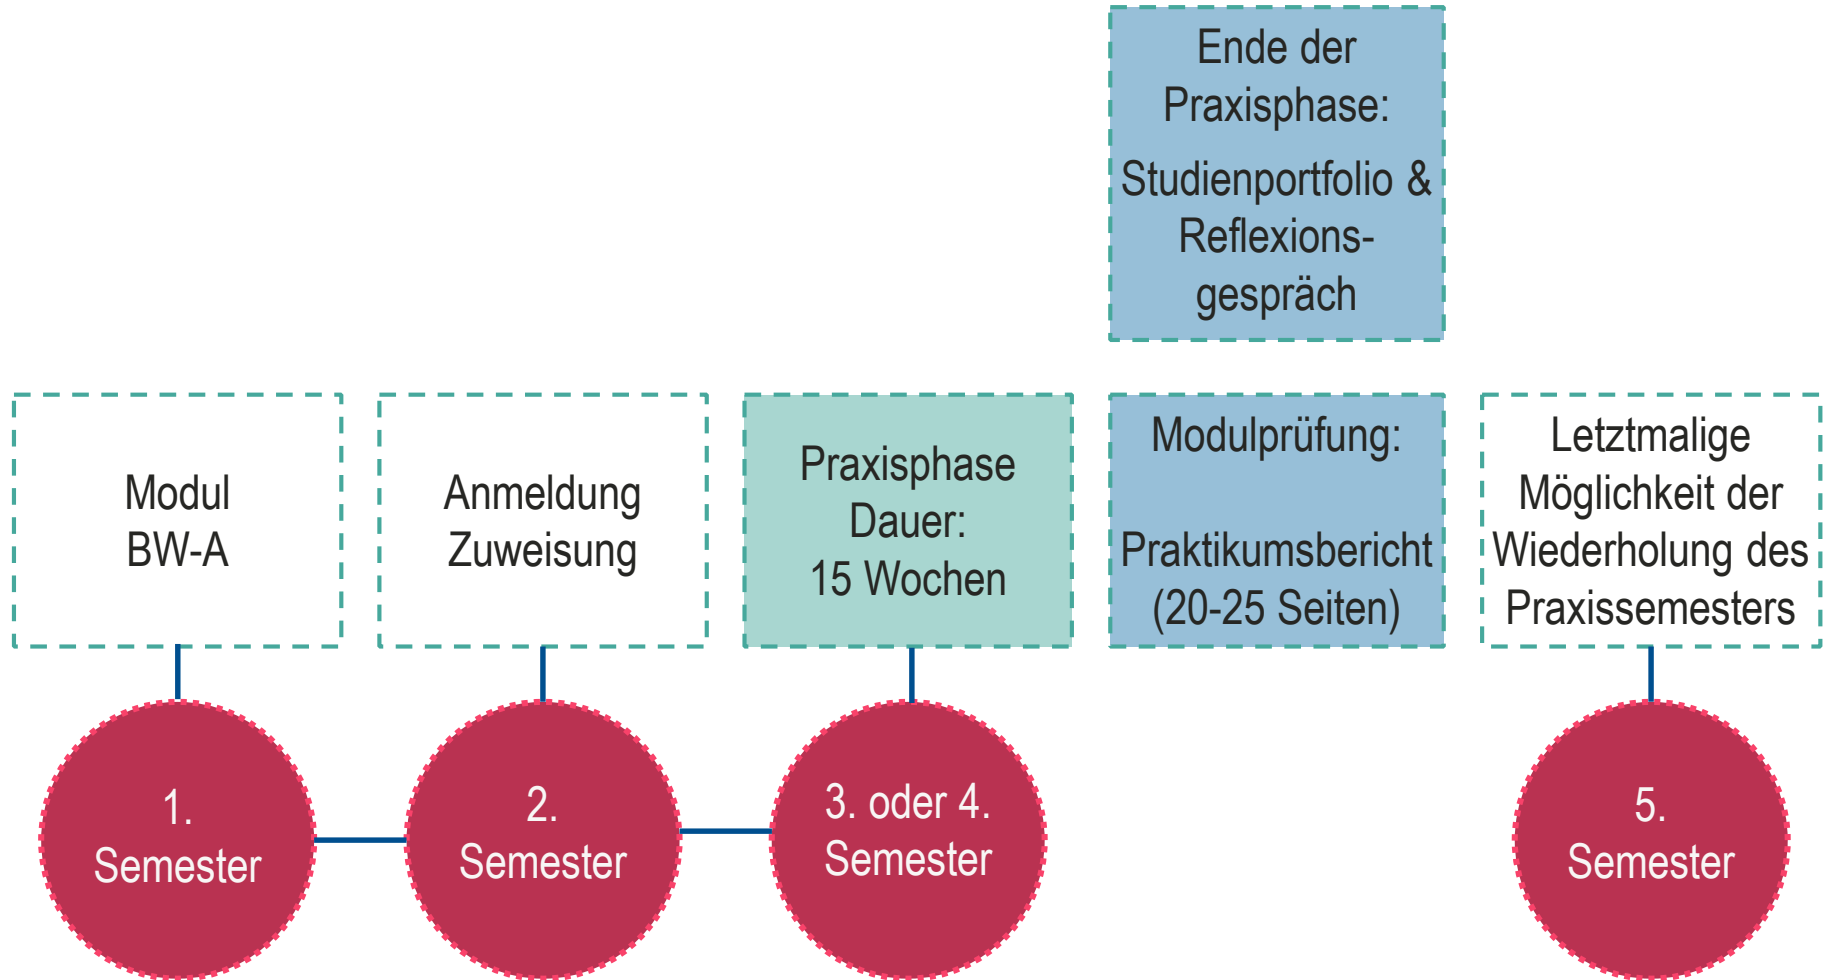 Ende der
Praxisphase:
Studienportfolio &
Reflexions-
gespräch
Modul
BW-A
Anmeldung
Zuweisung
Praxisphase
Dauer:
15 Wochen
Modulprüfung:
Praktikumsbericht
(20-25 Seiten)
Letztmalige
Möglichkeit der
Wiederholung des
Praxissemesters
1.
Semester
2.
Semester
3. oder 4.
Semester
5.
Semester